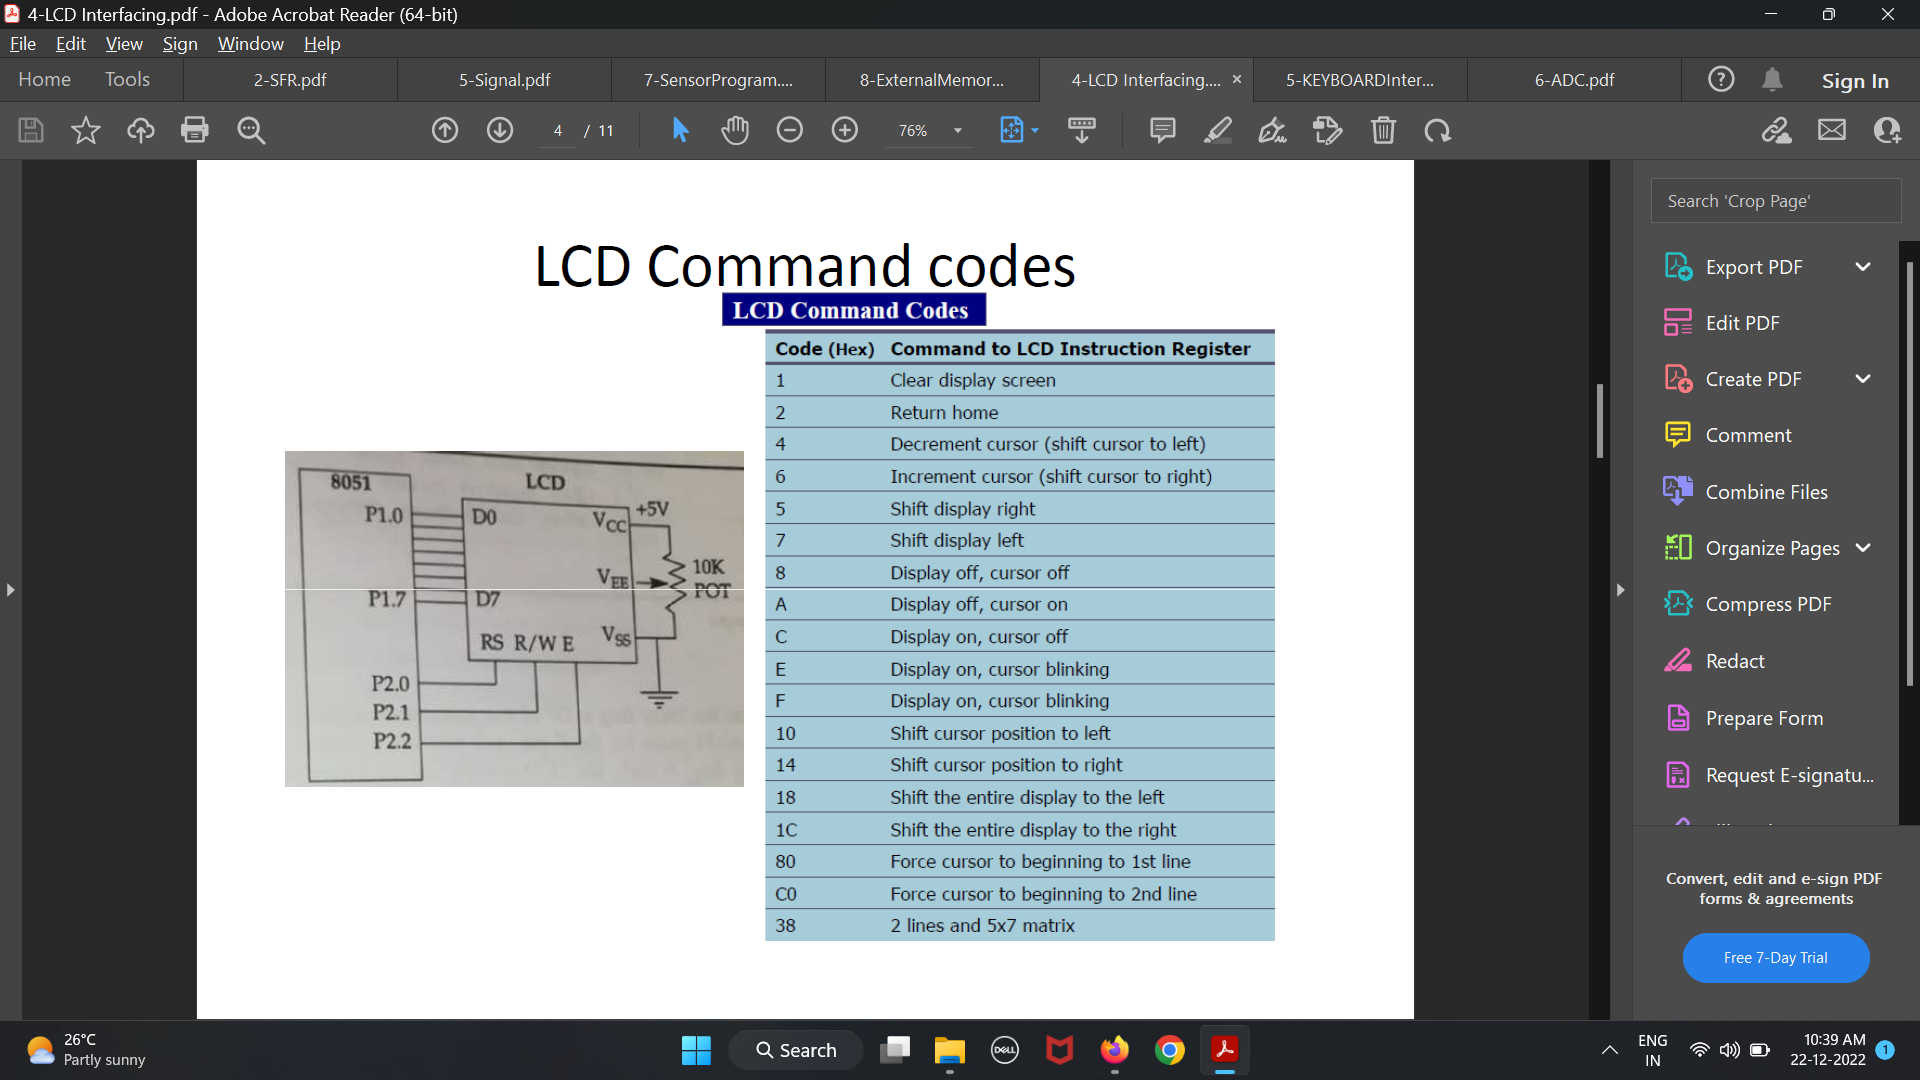 4-LCD Interfacing.pdf - Adobe Acrobat Reader (64-bit)
File Edit View Sign Window Help
Home Tools 2-SFR.pdf 5-Signal.pdf 7-SensorProgram.... 8-ExternalMemor... 4-LCD Interfacing.... × 5-KEYBOARDInter... 6-ADC.pdf Sign In
4 / 11 76%
LCD Command codes
LCD Command Codes
Code (Hex) Command to LCD Instruction Register
1 Clear display screen
2 Return home
4 Decrement cursor (shift cursor to left)
6 Increment cursor (shift cursor to right)
5 Shift display right
7 Shift display left
8 Display off, cursor off
A Display off, cursor on
C Display on, cursor off
E Display on, cursor blinking
F Display on, cursor blinking
10 Shift cursor position to left
14 Shift cursor position to right
18 Shift the entire display to the left
1C Shift the entire display to the right
80 Force cursor to beginning to 1st line
C0 Force cursor to beginning to 2nd line
38 2 lines and 5x7 matrix
8051 LCD
P1.0 D0 VCC +5V
VEE 10K
POT
P1.7 D7
RS R/W E VSS
P2.0
P2.1
P2.2
Search 'Crop Page'
Export PDF
Edit PDF
Create PDF
Comment
Combine Files
Organize Pages
Compress PDF
Redact
Prepare Form
Request E-signatu...
Convert, edit and e-sign PDF
forms & agreements
Free 7-Day Trial
26°C
Partly sunny
Search
DELL
ENG
IN
10:39 AM
22-12-2022
1